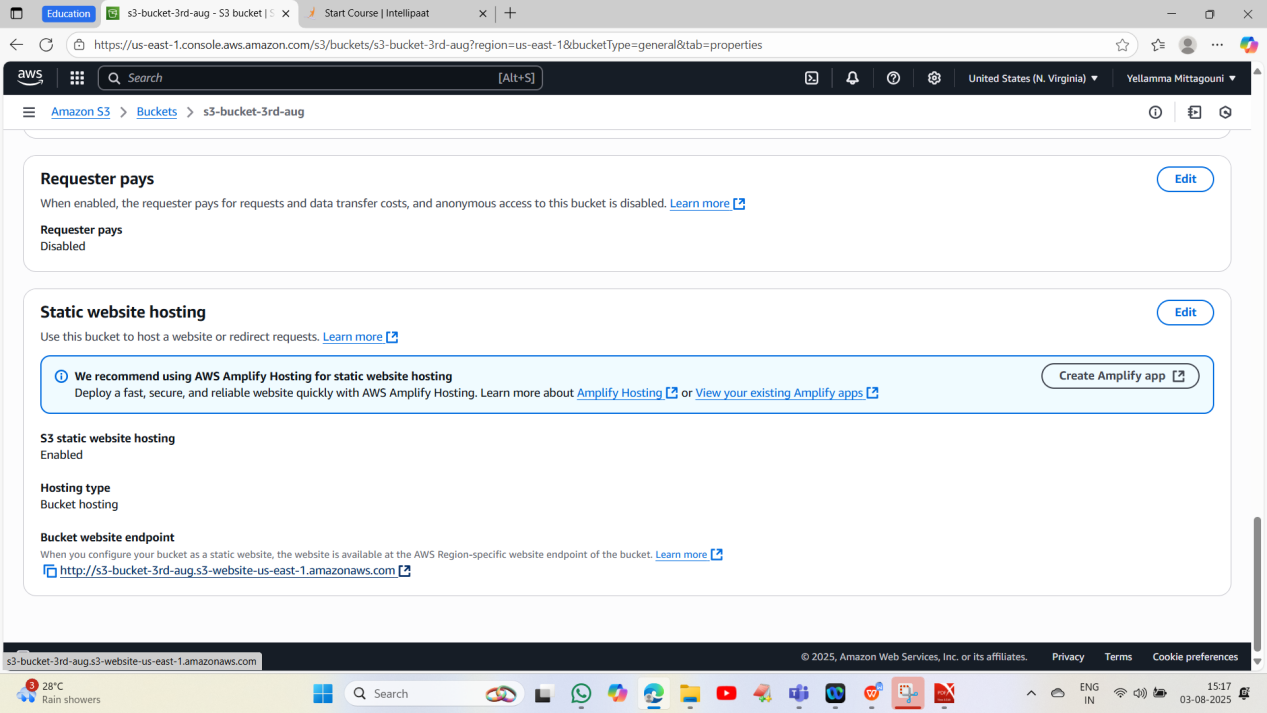 Education
s3-bucket-3rd-aug - S3 bucket | S
Start Course | Intellipaat
https://us-east-1.console.aws.amazon.com/s3/buckets/s3-bucket-3rd-aug?region=us-east-1&bucketType=general&tab=properties
aws
Search
[Alt+S]
United States (N. Virginia)
Yellamma Mittagouni
Amazon S3 > Buckets > s3-bucket-3rd-aug
Requester pays
Edit
When enabled, the requester pays for requests and data transfer costs, and anonymous access to this bucket is disabled. Learn more
Requester pays
Disabled
Static website hosting
Edit
Use this bucket to host a website or redirect requests. Learn more
We recommend using AWS Amplify Hosting for static website hosting
Deploy a fast, secure, and reliable website quickly with AWS Amplify Hosting. Learn more about Amplify Hosting or View your existing Amplify apps
Create Amplify app
S3 static website hosting
Enabled
Hosting type
Bucket hosting
Bucket website endpoint
When you configure your bucket as a static website, the website is available at the AWS Region-specific website endpoint of the bucket. Learn more
http://s3-bucket-3rd-aug.s3-website-us-east-1.amazonaws.com
© 2025, Amazon Web Services, Inc. or its affiliates.
Privacy
Terms
Cookie preferences
s3-bucket-3rd-aug.s3-website-us-east-1.amazonaws.com
3
28°C
Rain showers
Search
ENG
IN
15:17
03-08-2025